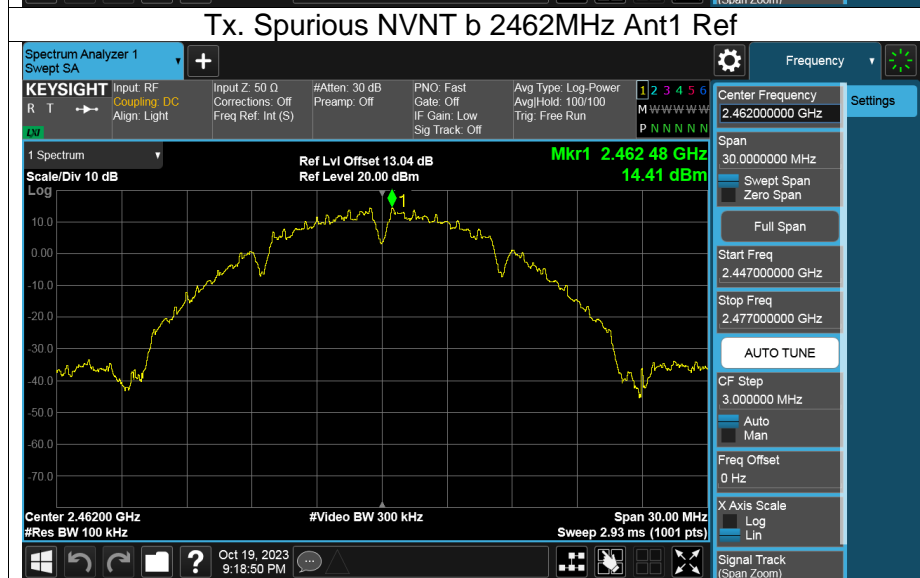 (Span Zoom)
Tx. Spurious NVNT b 2462MHz Ant1 Ref
Spectrum Analyzer 1
Swept SA
+
Frequency
KEYSIGHT
R T
LXI
Input: RF
Coupling: DC
Align: Light
Input Z: 50 Ω
Corrections: Off
Freq Ref: Int (S)
#Atten: 30 dB
Preamp: Off
PNO: Fast
Gate: Off
IF Gain: Low
Sig Track: Off
Avg Type: Log-Power
Avg|Hold: 100/100
Trig: Free Run
1 2 3 4 5 6
M W W W W W
P N N N N N
1 Spectrum
Scale/Div 10 dB
Log
Ref Lvl Offset 13.04 dB
Ref Level 20.00 dBm
Mkr1 2.462 48 GHz
14.41 dBm
1
10.0
0.00
-10.0
-20.0
-30.0
-40.0
-50.0
-60.0
-70.0
Center 2.46200 GHz
#Video BW 300 kHz
Span 30.00 MHz
#Res BW 100 kHz
Sweep 2.93 ms (1001 pts)
Center Frequency
2.462000000 GHz
Settings
Span
30.0000000 MHz
Swept Span
Zero Span
Full Span
Start Freq
2.447000000 GHz
Stop Freq
2.477000000 GHz
AUTO TUNE
CF Step
3.000000 MHz
Auto
Man
Freq Offset
0 Hz
X Axis Scale
Log
Lin
Signal Track
(Span Zoom)
?
Oct 19, 2023
9:18:50 PM